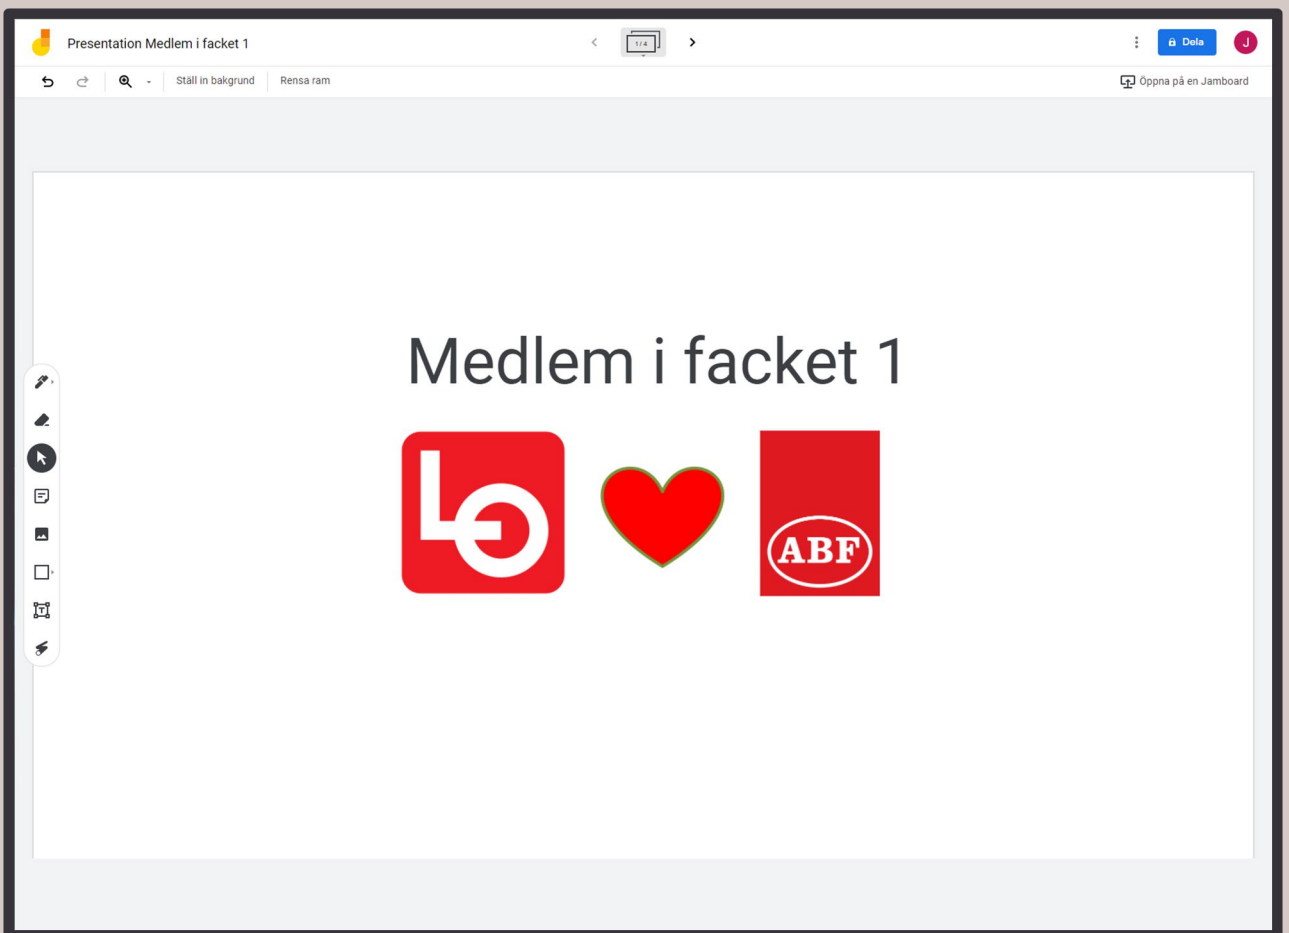 Presentation Medlem i facket 1
1/4
Dela
J
Ställ in bakgrund
Rensa ram
Öppna på en Jamboard
Medlem i facket 1
LO
ABF